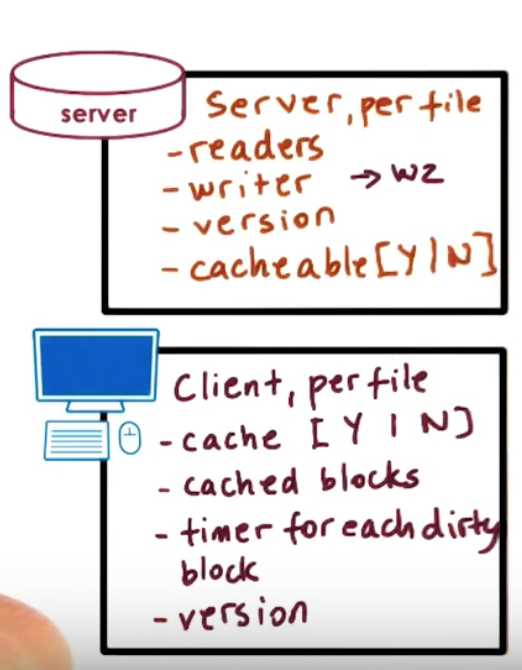 server
Server, per file
- readers
- writer → w2
- version
- cacheable [Y|N]
Client, per file
- cache [Y | N]
- cached blocks
- timer for each dirty
block
- version